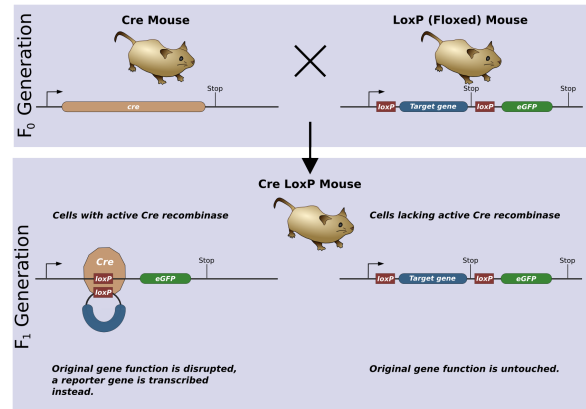 F0 Generation
Cre Mouse
LoxP (Floxed) Mouse
Stop
cre
Stop
Stop
loxP
Target gene
loxP
eGFP
F1 Generation
Cre LoxP Mouse
Cells with active Cre recombinase
Cells lacking active Cre recombinase
Cre
loxP
loxP
eGFP
Stop
Stop
Stop
loxP
Target gene
loxP
eGFP
Original gene function is disrupted,
a reporter gene is transcribed
instead.
Original gene function is untouched.